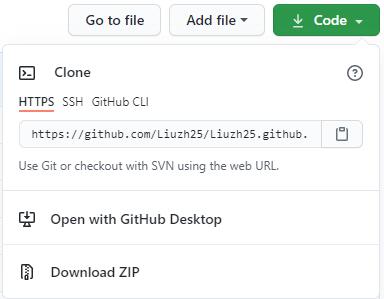 Go to file Add file Code
Clone
HTTPS SSH GitHub CLI
https://github.com/Liuzh25/Liuzh25.github.
Use Git or checkout with SVN using the web URL.
Open with GitHub Desktop
Download ZIP